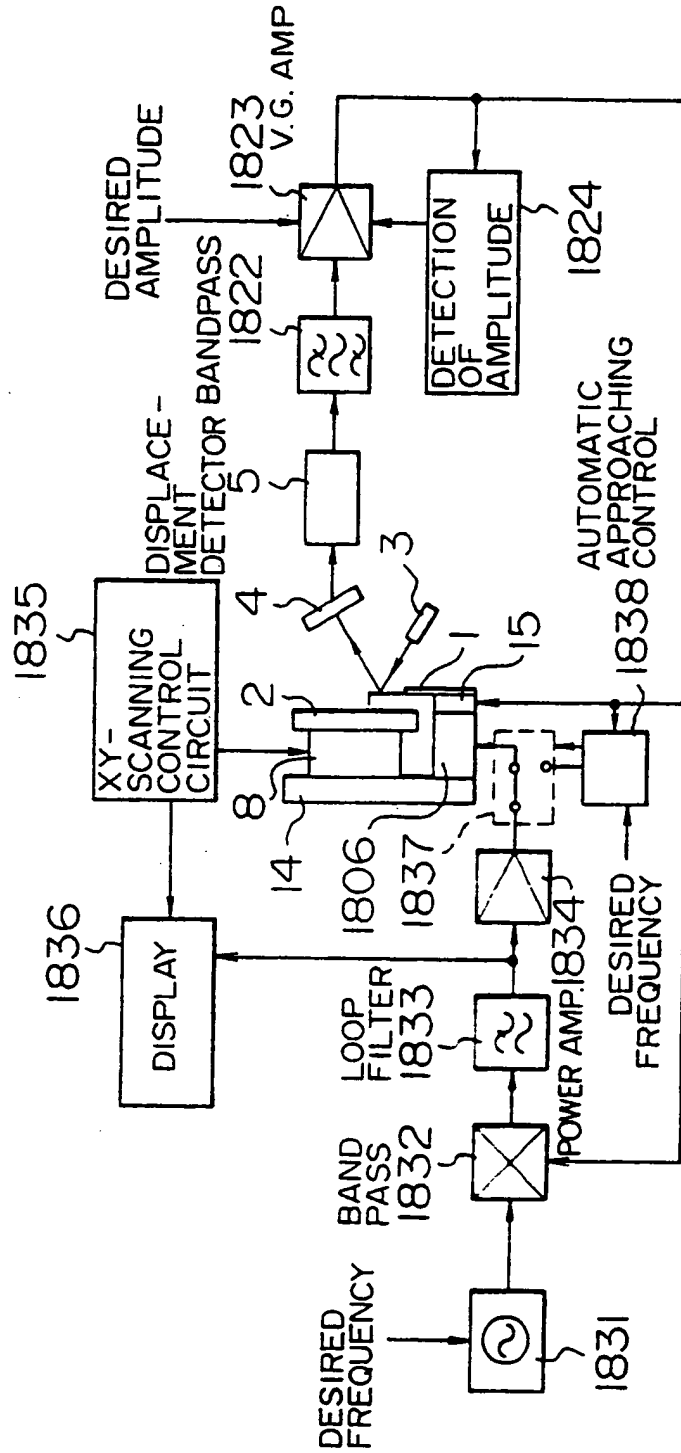 1836
DISPLAY
1835
XY-
SCANNING
CONTROL
CIRCUIT
DISPLACE-
MENT
DETECTOR
5
BANDPASS
1822
DESIRED
AMPLITUDE
1823
V.G. AMP
DETECTION
OF
AMPLITUDE
1824
4
3
2
8
14
1
15
1806
1837
AUTOMATIC
APPROACHING
CONTROL
1838
DESIRED
FREQUENCY
DESIRED
FREQUENCY
1831
BAND
PASS
1832
LOOP
FILTER
1833
POWER AMP.1834